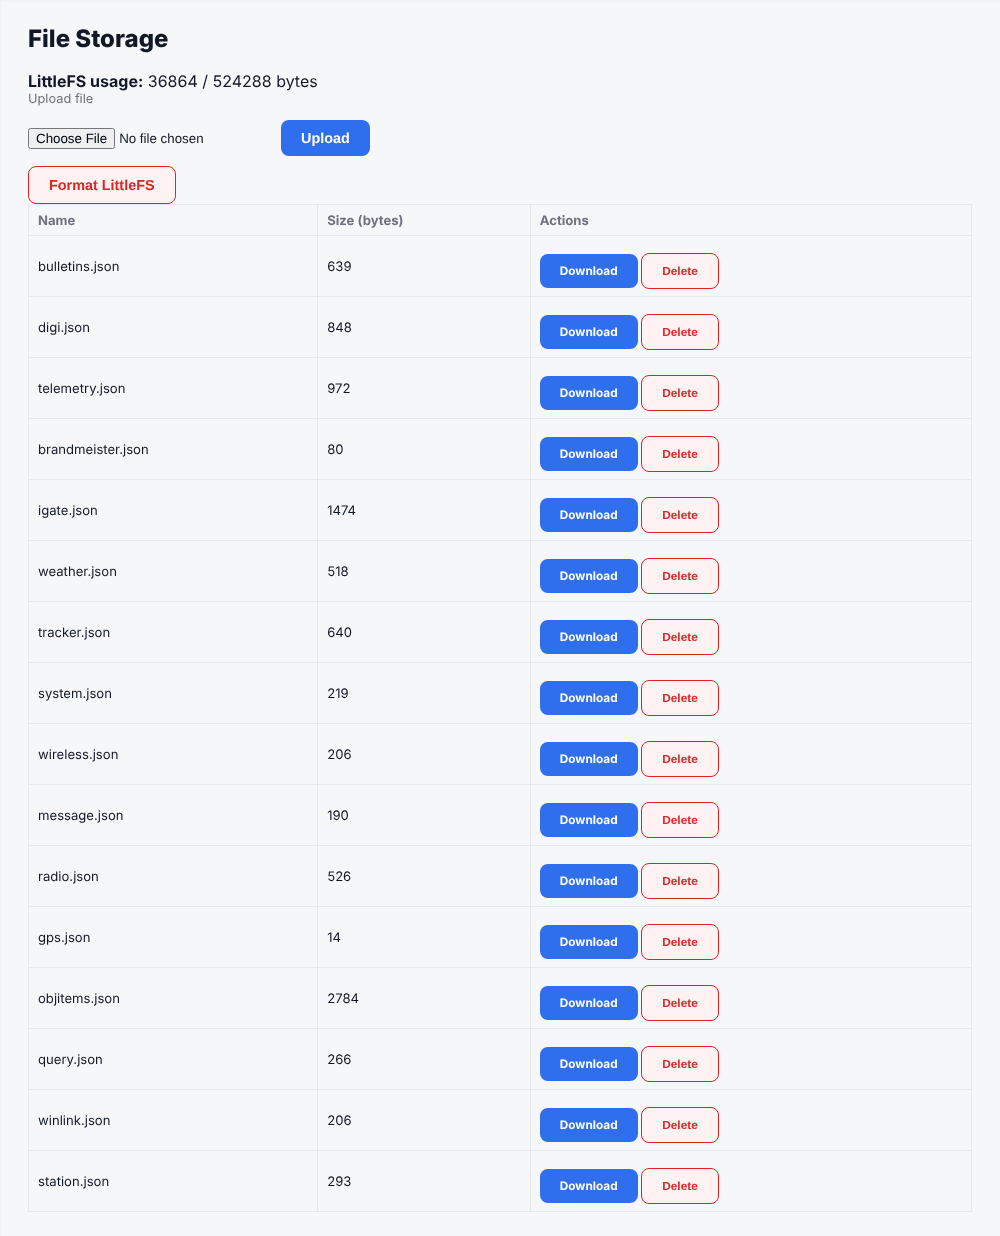 File Storage
LittleFS usage: 36864 / 524288 bytes
Upload file
Choose File No file chosen Upload
Format LittleFS
Name Size (bytes) Actions
bulletins.json 639 Download Delete
digi.json 848 Download Delete
telemetry.json 972 Download Delete
brandmeister.json 80 Download Delete
igate.json 1474 Download Delete
weather.json 518 Download Delete
tracker.json 640 Download Delete
system.json 219 Download Delete
wireless.json 206 Download Delete
message.json 190 Download Delete
radio.json 526 Download Delete
gps.json 14 Download Delete
objitems.json 2784 Download Delete
query.json 266 Download Delete
winlink.json 206 Download Delete
station.json 293 Download Delete